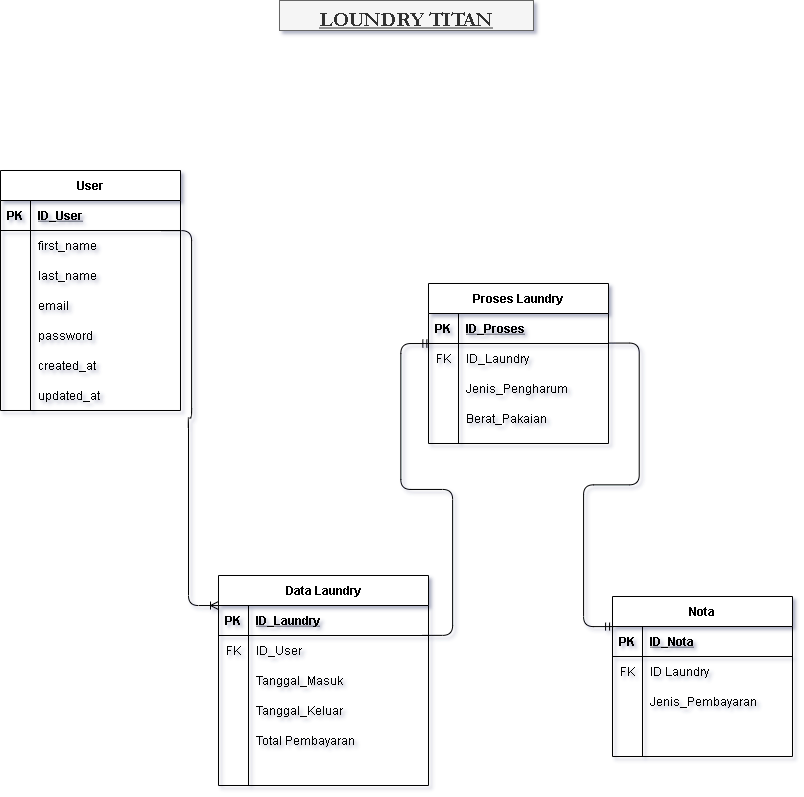 LOUNDRY TITAN
User
PK ID_User
first_name
last_name
email
password
created_at
updated_at
Proses Laundry
PK ID_Proses
FK ID_Laundry
Jenis_Pengharum
Berat_Pakaian
Data Laundry
PK ID_Laundry
FK ID_User
Tanggal_Masuk
Tanggal_Keluar
Total Pembayaran
Nota
PK ID_Nota
FK ID Laundry
Jenis_Pembayaran